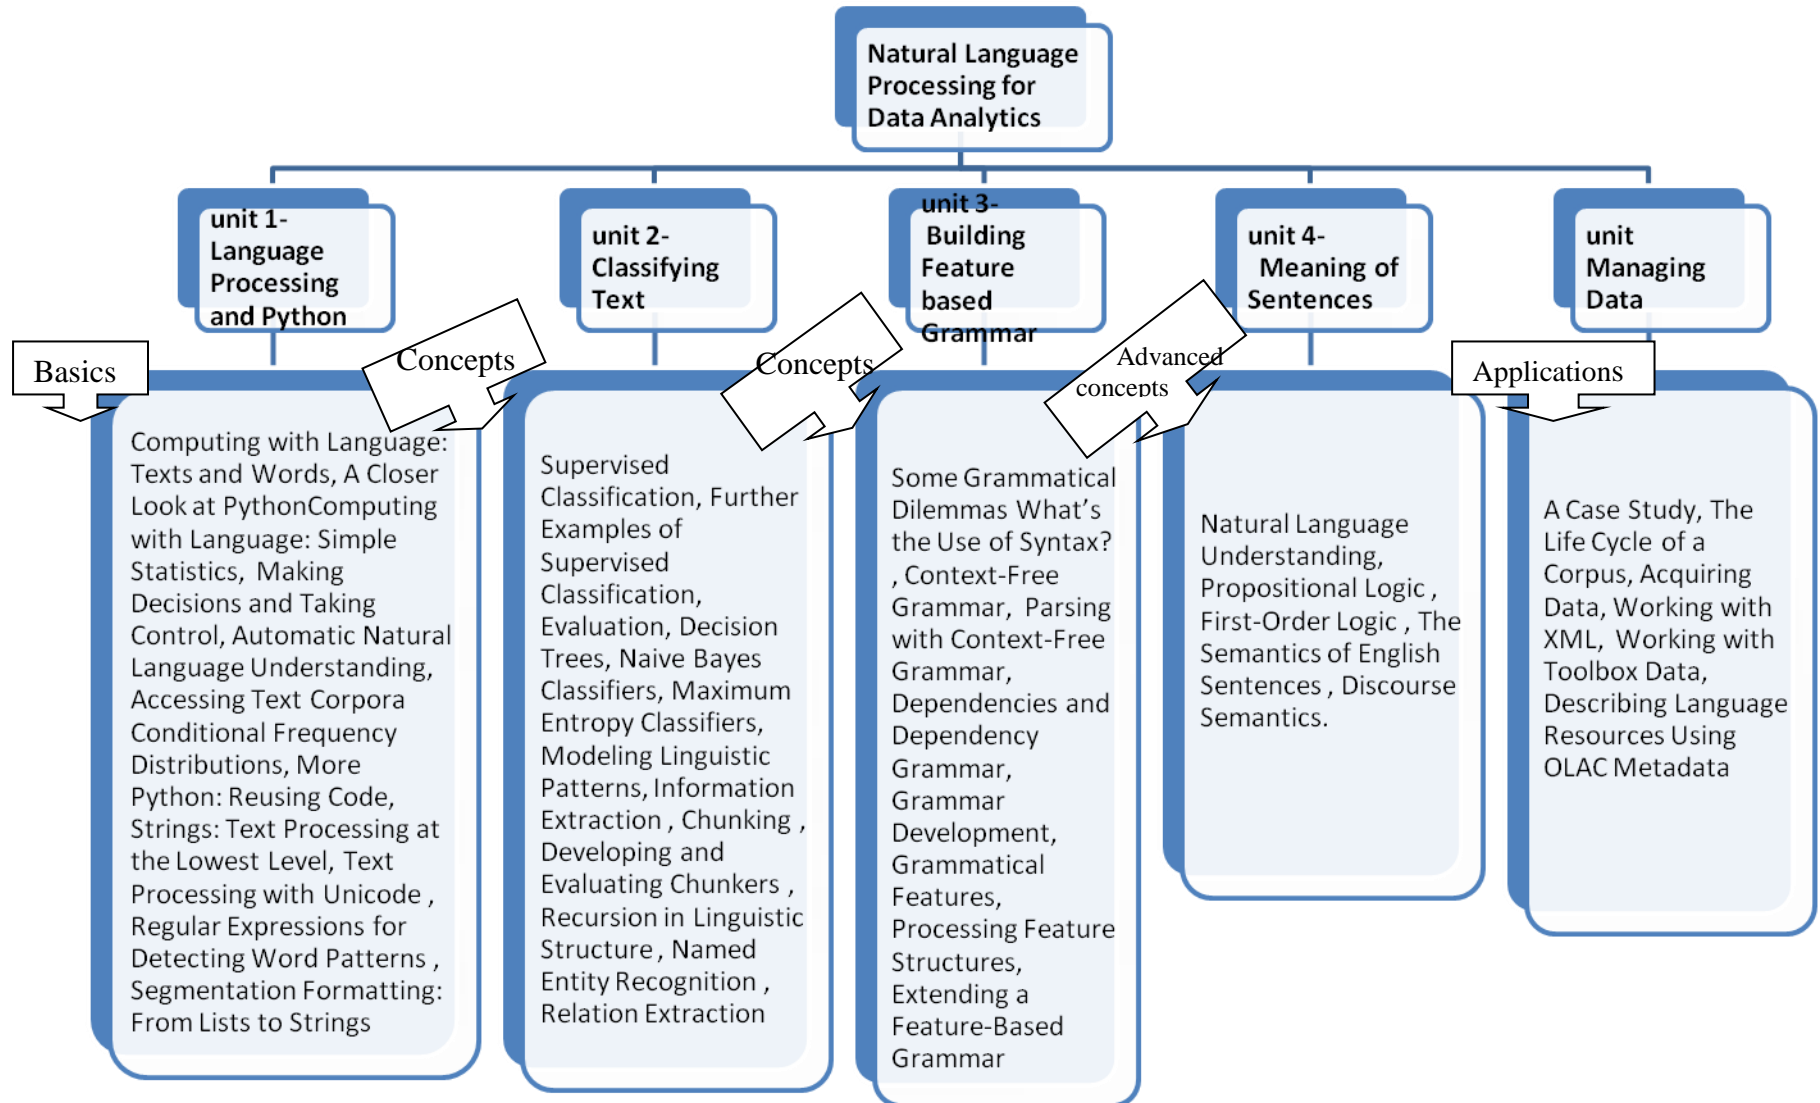 Natural Language
Processing for
Data Analytics
unit 1-
Language
Processing
and Python
unit 2-
Classifying
Text
unit 3-
Building
Feature
based
Grammar
unit 4-
Meaning of
Sentences
unit
Managing
Data
Basics
Concepts
Concepts
Advanced
concepts
Applications
Computing with Language:
Texts and Words, A Closer
Look at PythonComputing
with Language: Simple
Statistics, Making
Decisions and Taking
Control, Automatic Natural
Language Understanding,
Accessing Text Corpora
Conditional Frequency
Distributions, More
Python: Reusing Code,
Strings: Text Processing at
the Lowest Level, Text
Processing with Unicode ,
Regular Expressions for
Detecting Word Patterns ,
Segmentation Formatting:
From Lists to Strings
Supervised
Classification, Further
Examples of
Supervised
Classification,
Evaluation, Decision
Trees, Naive Bayes
Classifiers, Maximum
Entropy Classifiers,
Modeling Linguistic
Patterns, Information
Extraction , Chunking ,
Developing and
Evaluating Chunkers ,
Recursion in Linguistic
Structure , Named
Entity Recognition ,
Relation Extraction
Some Grammatical
Dilemmas What’s
the Use of Syntax?
, Context-Free
Grammar, Parsing
with Context-Free
Grammar,
Dependencies and
Dependency
Grammar,
Grammar
Development,
Grammatical
Features,
Processing Feature
Structures,
Extending a
Feature-Based
Grammar
Natural Language
Understanding,
Propositional Logic ,
First-Order Logic , The
Semantics of English
Sentences , Discourse
Semantics.
A Case Study, The
Life Cycle of a
Corpus, Acquiring
Data, Working with
XML, Working with
Toolbox Data,
Describing Language
Resources Using
OLAC Metadata